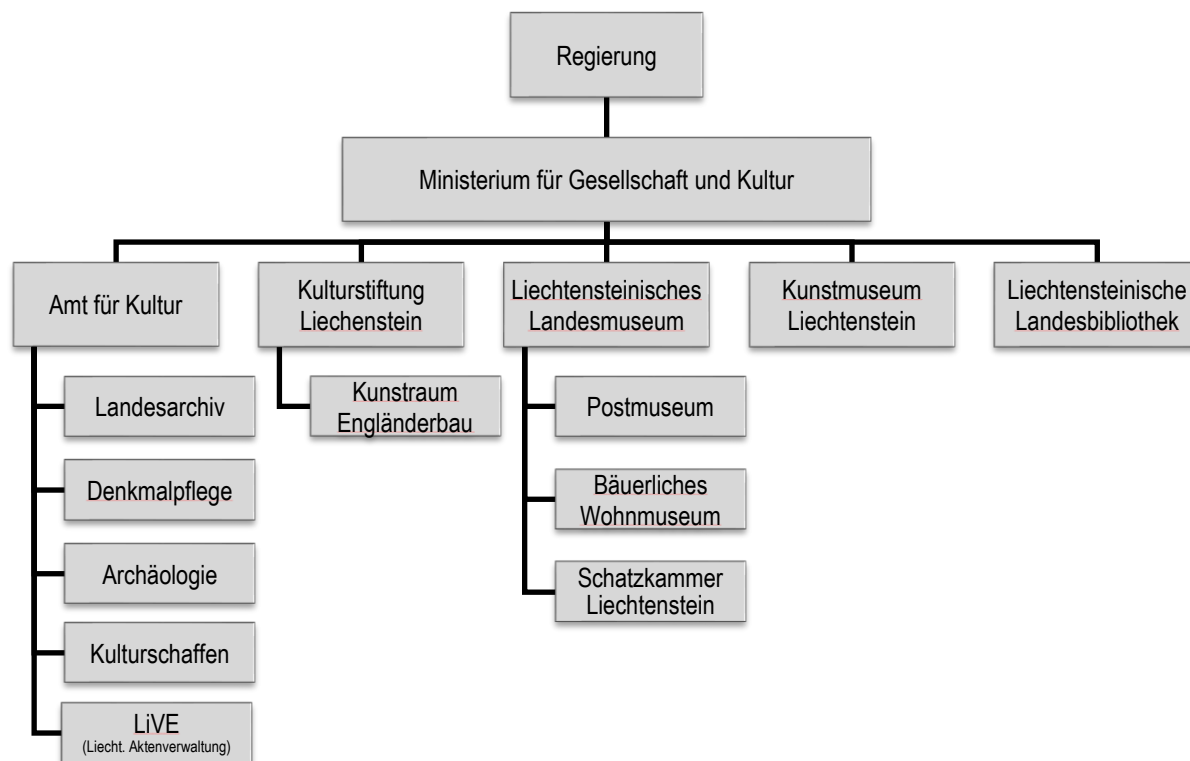 Regierung
Ministerium für Gesellschaft und Kultur
Amt für Kultur
Kulturstiftung
Liechenstein
Liechtensteinisches
Landesmuseum
Kunstmuseum
Liechtenstein
Liechtensteinische
Landesbibliothek
Landesarchiv
Denkmalpflege
Archäologie
Kulturschaffen
LiVE
(Liecht. Aktenverwaltung)
Kunstraum
Engländerbau
Postmuseum
Bäuerliches
Wohnmuseum
Schatzkammer
Liechtenstein